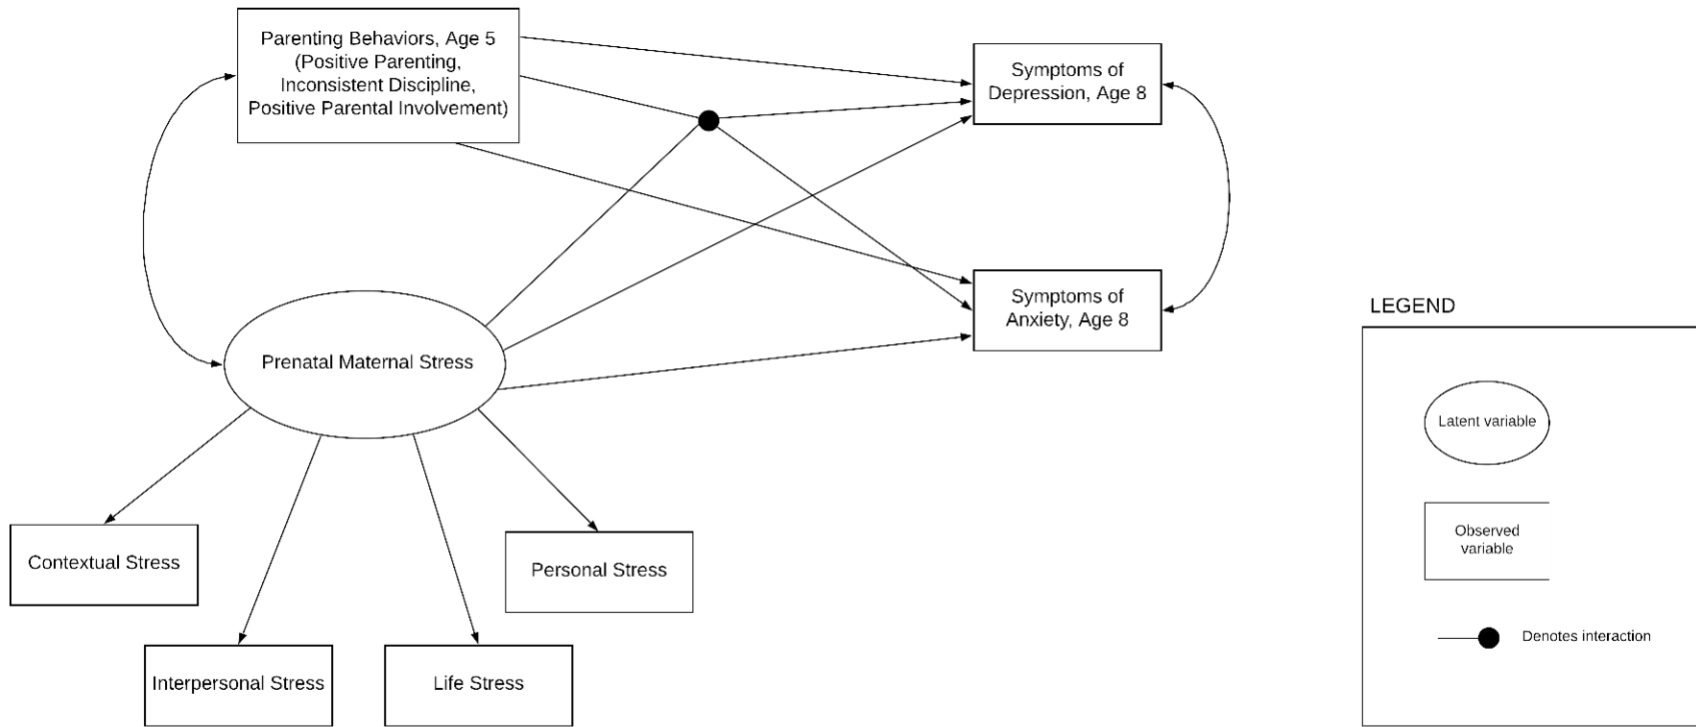 Parenting Behaviors, Age 5
(Positive Parenting,
Inconsistent Discipline,
Positive Parental Involvement)
Symptoms of
Depression, Age 8
Symptoms of
Anxiety, Age 8
Prenatal Maternal Stress
Contextual Stress
Interpersonal Stress
Life Stress
Personal Stress
LEGEND
Latent variable
Observed
variable
Denotes interaction